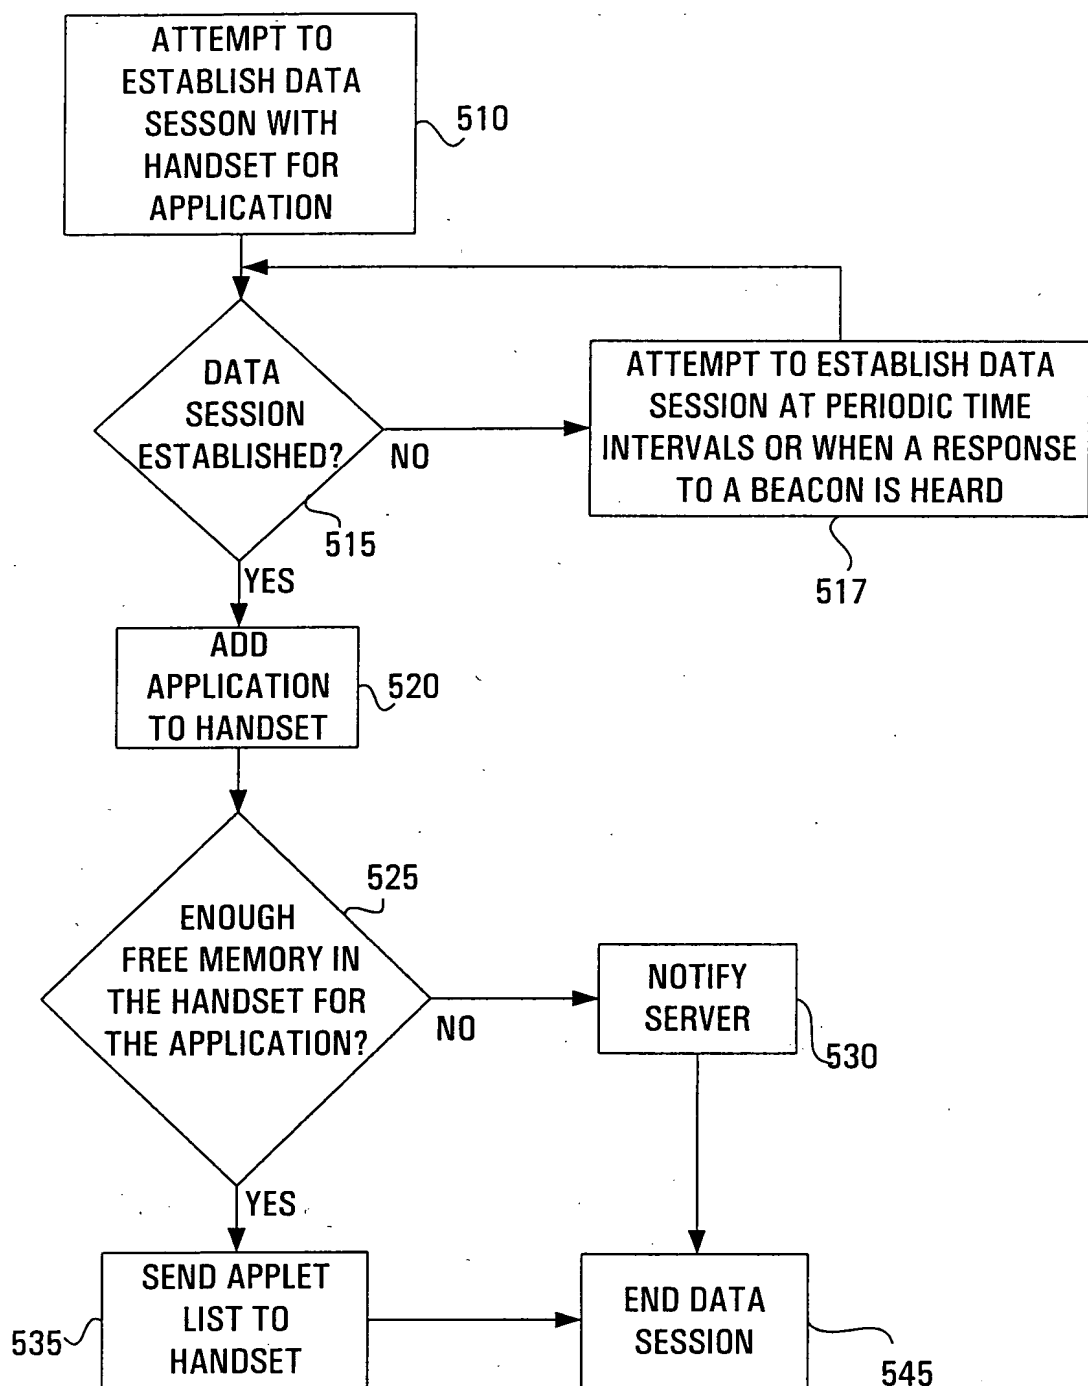 ATTEMPT TO
ESTABLISH DATA
SESSON WITH
HANDSET FOR
APPLICATION
510
DATA
SESSION
ESTABLISHED?
NO
515
YES
ATTEMPT TO ESTABLISH DATA
SESSION AT PERIODIC TIME
INTERVALS OR WHEN A RESPONSE
TO A BEACON IS HEARD
517
ADD
APPLICATION
TO HANDSET
520
525
ENOUGH
FREE MEMORY IN
THE HANDSET FOR
THE APPLICATION?
NO
YES
NOTIFY
SERVER
530
SEND APPLET
LIST TO
HANDSET
535
END DATA
SESSION
545